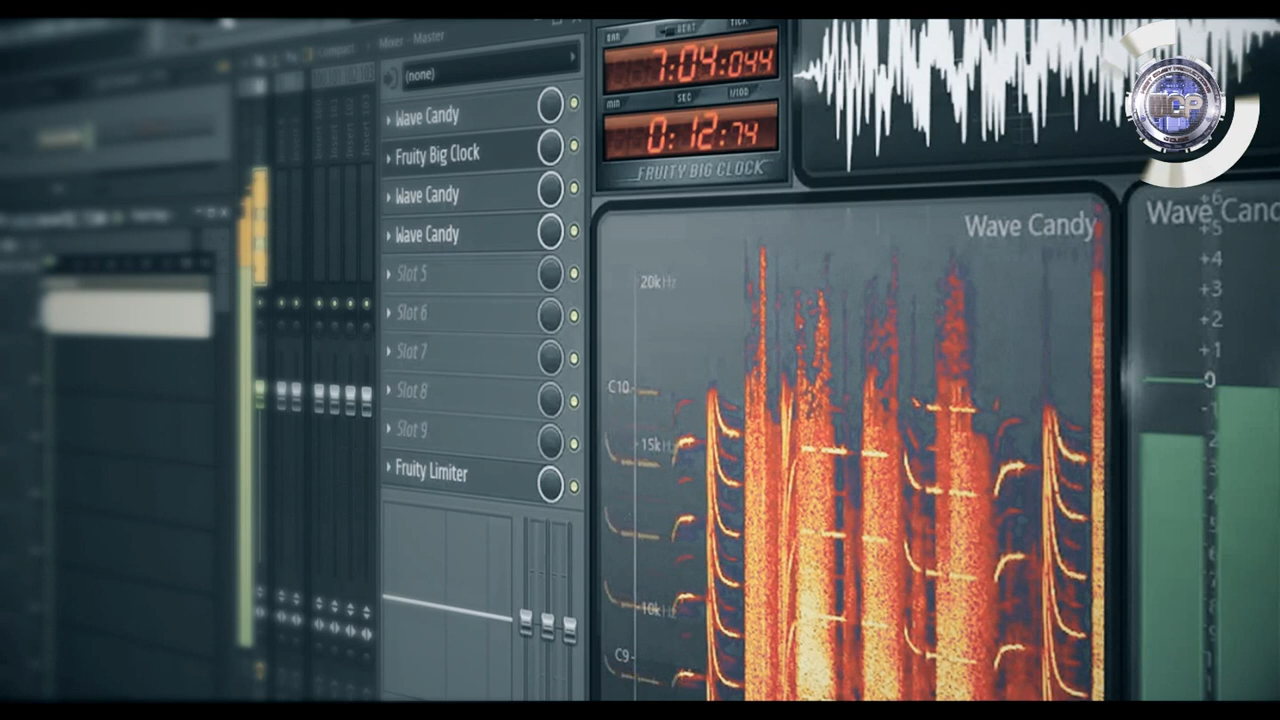 Mixer - Master
(none)
Wave Candy
Fruity Big Clock
Wave Candy
Wave Candy
Slot 5
Slot 6
Slot 7
Slot 8
Slot 9
Fruity Limiter
BAR BEAT TICK
7:04:044
MIN SEC 1/100
0:12:74
FRUITY BIG CLOCK
Wave Candy
20kHz
C10
15kHz
10kHz
C9
+6
+5
+4
+3
+2
+1
0
TCP